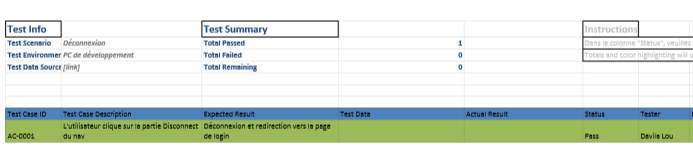 Test Info Test Summary Instructions
Test Scenario Déconnexion Total Passed 1 Dans la colonne "Status", veuilles
Test Environmer PC de développement Total Failed 0 Totals and color highlighting will u
Test Data Source [link] Total Remaining 0
Test Case ID Test Case Description Expected Result Test Data Actual Result Status Tester
L'utilisateur clique sur la partie Disconnect Déconnexion et redirection vers la page
AC-0001 du nav de login Pass Davila Lou